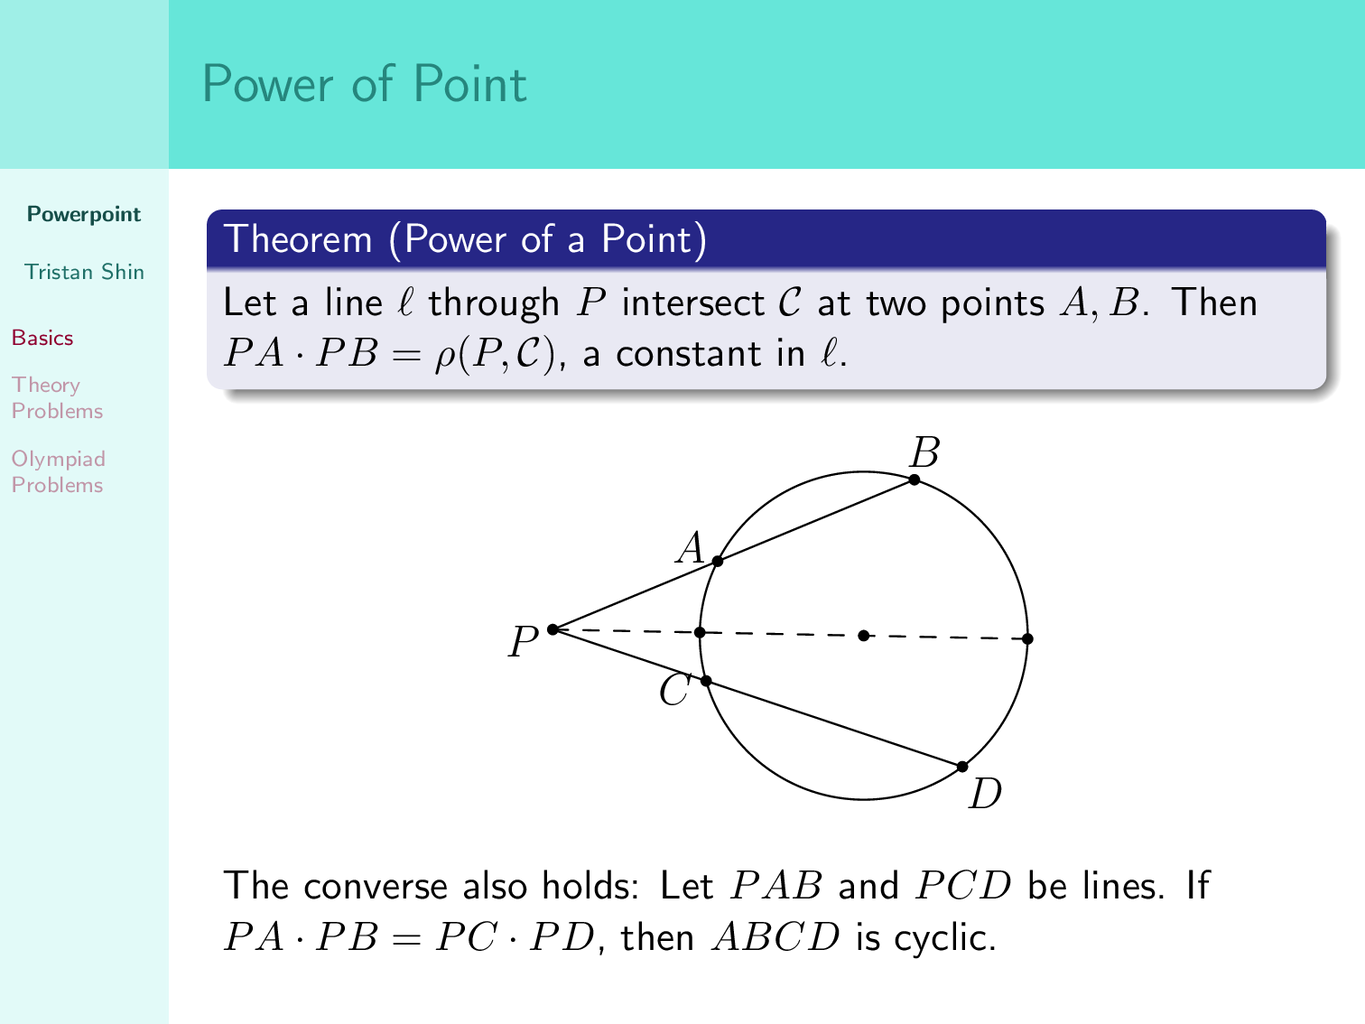 Power of Point
Powerpoint
Tristan Shin
Basics
Theory
Problems
Olympiad
Problems
Theorem (Power of a Point)
Let a line ℓ through P intersect 𝒞 at two points A, B. Then
PA · PB = ρ(P, 𝒞), a constant in ℓ.
B
A
P
C
D
The converse also holds: Let PAB and PCD be lines. If
PA · PB = PC · PD, then ABCD is cyclic.